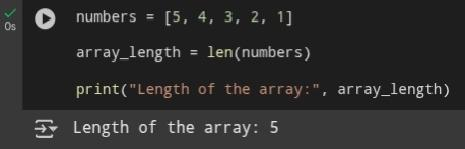 numbers = [5, 4, 3, 2, 1]
array_length = len(numbers)
print("Length of the array:", array_length)
0s
Length of the array: 5